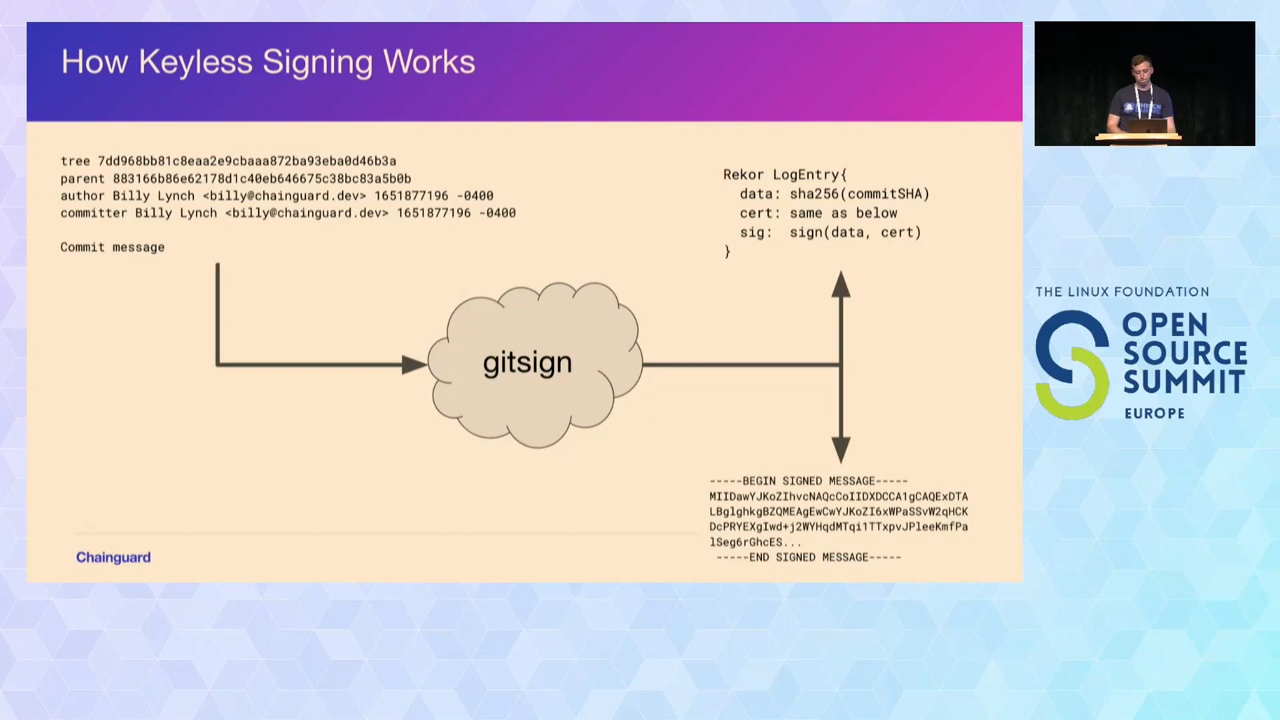 How Keyless Signing Works
tree 7dd968bb81c8eaa2e9cbaaa872ba93eba0d46b3a
parent 883166b86e62178d1c40eb646675c38bc83a5b0b
author Billy Lynch <billy@chainguard.dev> 1651877196 -0400
committer Billy Lynch <billy@chainguard.dev> 1651877196 -0400
Commit message
gitsign
Rekor LogEntry{
data: sha256(commitSHA)
cert: same as below
sig: sign(data, cert)
}
-----BEGIN SIGNED MESSAGE-----
MIIDawYJKoZIhvcNAQcCoIIDXDCCA1gCAQExDTA
LBglghkgBZQMEAgEwCwYJKoZI6xWPaSSvW2qHCK
DcPRYEXgIwd+j2WYHqdMTqi1TTxpvJPleeKmfPa
lSeg6rGhcES...
-----END SIGNED MESSAGE-----
Chainguard
THE LINUX FOUNDATION
OPEN
SOURCE
SUMMIT
EUROPE